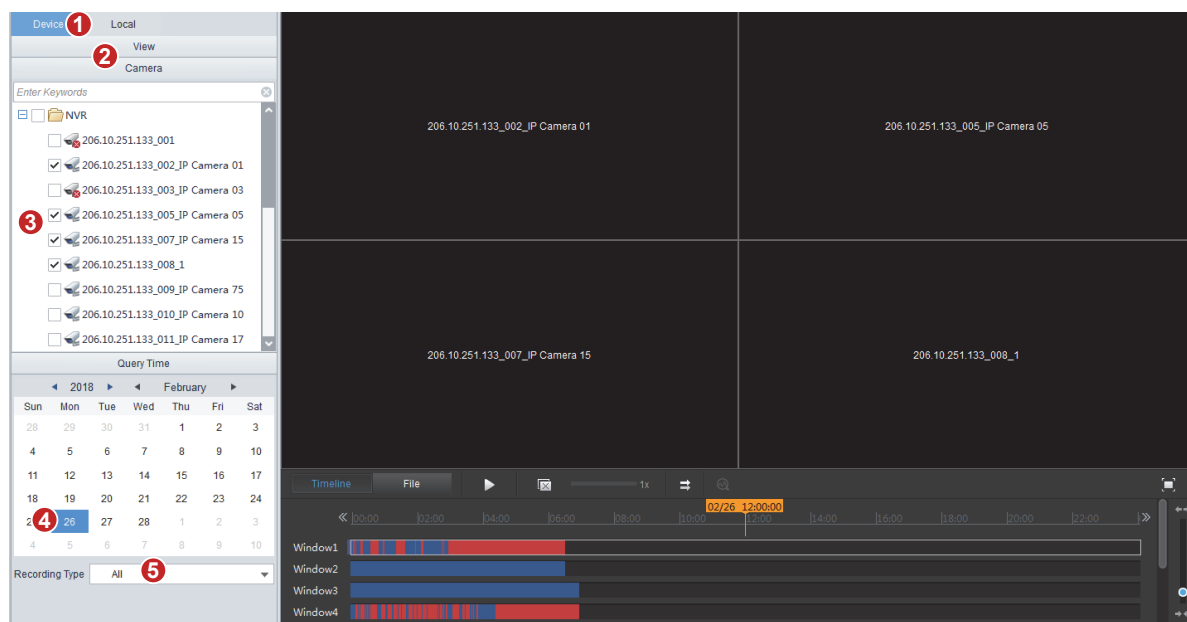 Device 1 Local
2 View
Camera
Enter Keywords
NVR
206.10.251.133_001
206.10.251.133_002_IP Camera 01
206.10.251.133_003_IP Camera 03
3 206.10.251.133_005_IP Camera 05
206.10.251.133_007_IP Camera 15
206.10.251.133_008_1
206.10.251.133_009_IP Camera 75
206.10.251.133_010_IP Camera 10
206.10.251.133_011_IP Camera 17
Query Time
2018 February
Sun Mon Tue Wed Thu Fri Sat
28 29 30 31 1 2 3
4 5 6 7 8 9 10
11 12 13 14 15 16 17
18 19 20 21 22 23 24
4 26 27 28 1 2 3
4 5 6 7 8 9 10
Recording Type All 5
206.10.251.133_002_IP Camera 01
206.10.251.133_005_IP Camera 05
206.10.251.133_007_IP Camera 15
206.10.251.133_008_1
Timeline File 1x
02/26 12:00:00
00:00 02:00 04:00 06:00 08:00 10:00 12:00 14:00 16:00 18:00 20:00 22:00
Window1
Window2
Window3
Window4